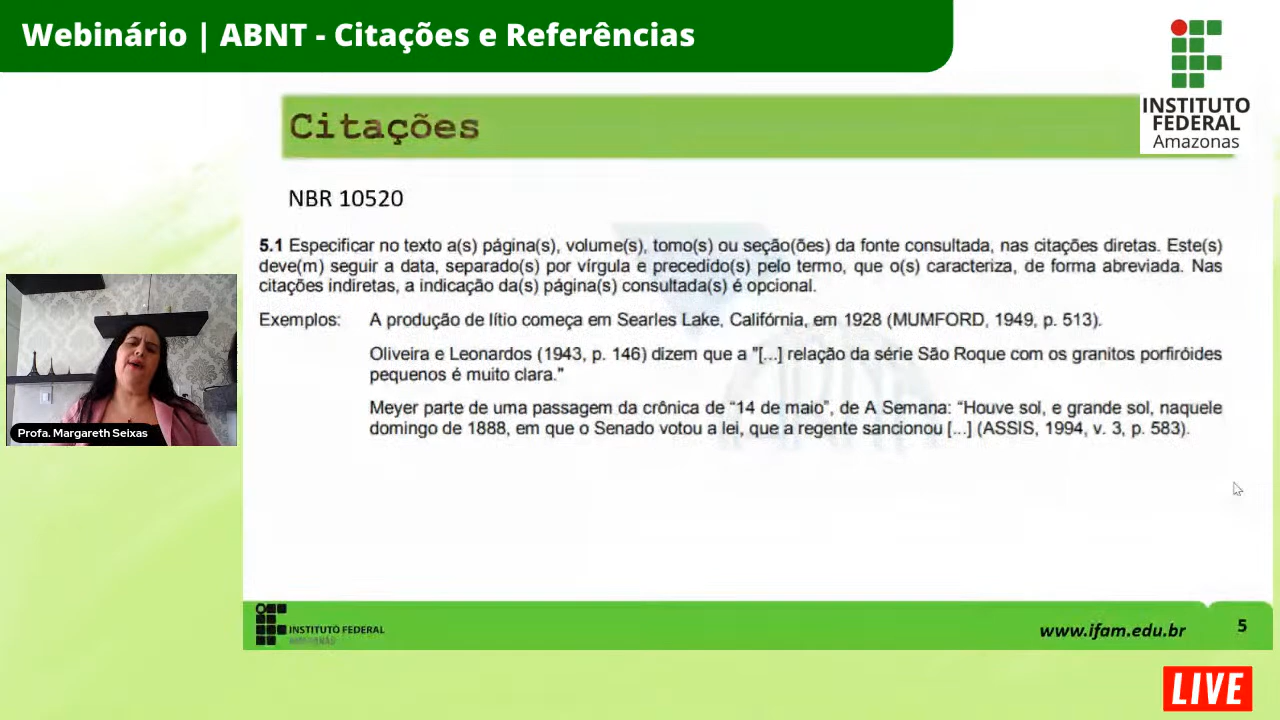 Webinário | ABNT - Citações e Referências
INSTITUTO
FEDERAL
Amazonas
Citações
NBR 10520
5.1 Especificar no texto a(s) página(s), volume(s), tomo(s) ou seção(ões) da fonte consultada, nas citações diretas. Este(s)
deve(m) seguir a data, separado(s) por vírgula e precedido(s) pelo termo, que o(s) caracteriza, de forma abreviada. Nas
citações indiretas, a indicação da(s) página(s) consultada(s) é opcional.
Exemplos: A produção de lítio começa em Searles Lake, Califórnia, em 1928 (MUMFORD, 1949, p. 513).
Oliveira e Leonardos (1943, p. 146) dizem que a "[...] relação da série São Roque com os granitos porfiróides
pequenos é muito clara."
Meyer parte de uma passagem da crônica de “14 de maio”, de A Semana: “Houve sol, e grande sol, naquele
domingo de 1888, em que o Senado votou a lei, que a regente sancionou [...] (ASSIS, 1994, v. 3, p. 583).
Profa. Margareth Seixas
INSTITUTO FEDERAL
www.ifam.edu.br
5
LIVE